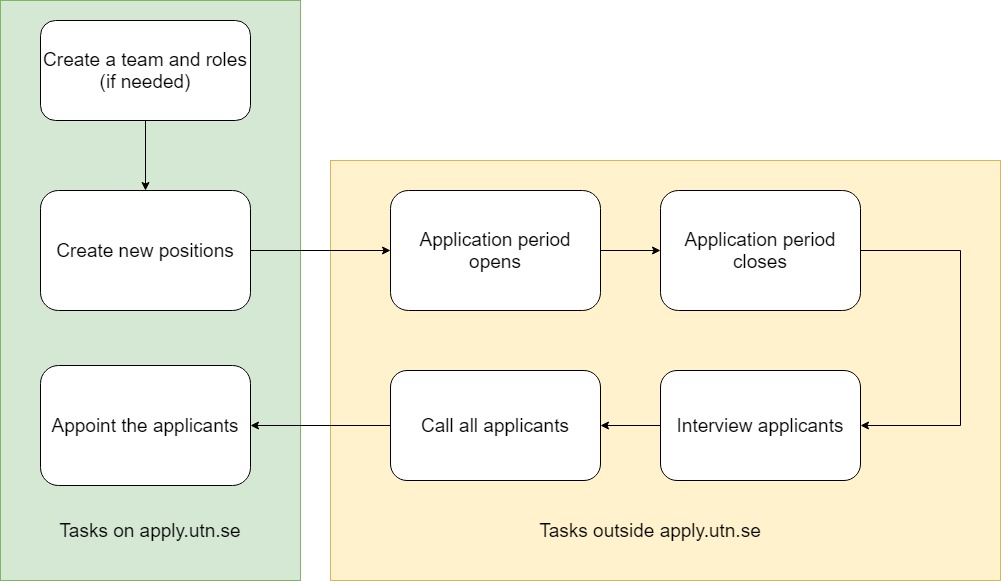 Create a team and roles
(if needed)
Create new positions
Application period
opens
Application period
closes
Interview applicants
Call all applicants
Appoint the applicants
Tasks on apply.utn.se
Tasks outside apply.utn.se